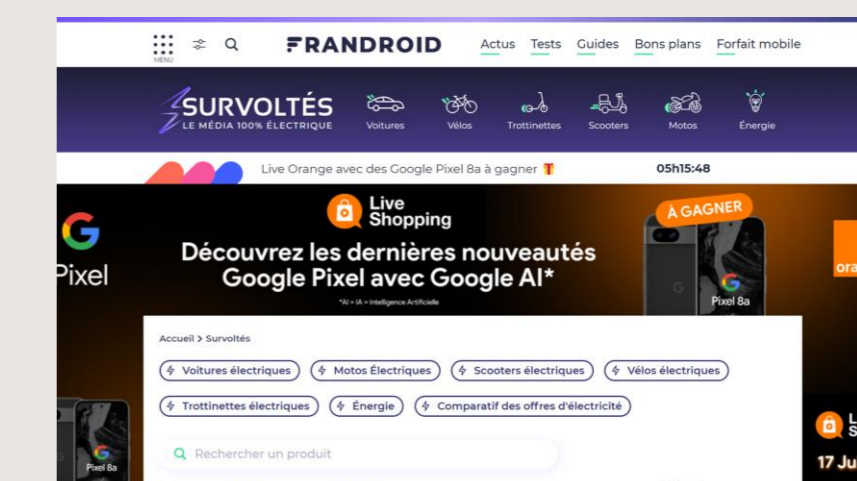 MENU
FRANDROID
Actus Tests Guides Bons plans Forfait mobile
SURVOLTÉS
LE MÉDIA 100% ÉLECTRIQUE
Voitures Vélos Trottinettes Scooters Motos Énergie
Live Orange avec des Google Pixel 8a à gagner 05h15:48
Live
Shopping
À GAGNER
Découvrez les dernières nouveautés
Google Pixel avec Google AI*
*AI = IA = Intelligence Artificielle
G
Pixel
G
Pixel 8a
ora
Accueil > Survoltés
Voitures électriques Motos Électriques Scooters électriques Vélos électriques
Trottinettes électriques Énergie Comparatif des offres d'électricité
Rechercher un produit
G
Pixel 8a
L
S
17 Ju